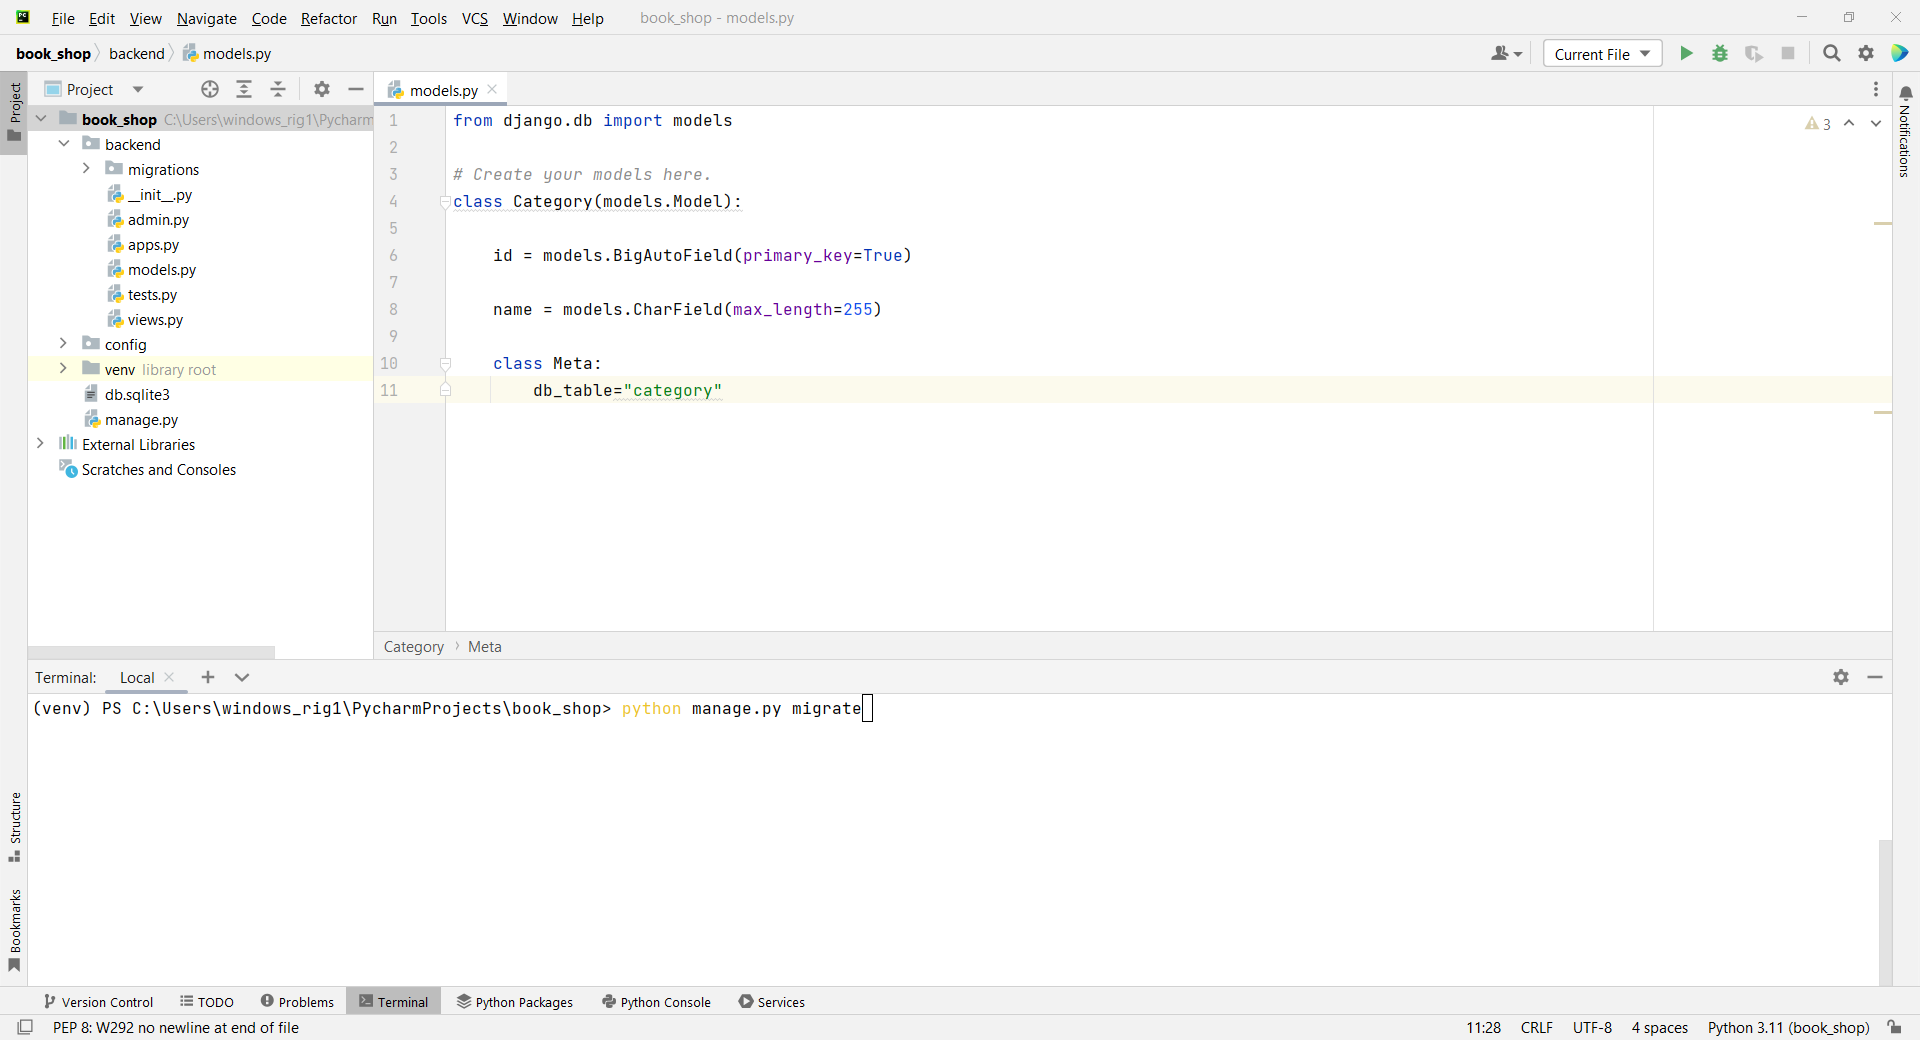 File Edit View Navigate Code Refactor Run Tools VCS Window Help book_shop - models.py
book_shop backend models.py Current File
Project models.py
book_shop C:\Users\windows_rig1\Pycharm
backend
migrations
__init__.py
admin.py
apps.py
models.py
tests.py
views.py
config
venv library root
db.sqlite3
manage.py
External Libraries
Scratches and Consoles
1 from django.db import models
2
3 # Create your models here.
4 class Category(models.Model):
5
6 id = models.BigAutoField(primary_key=True)
7
8 name = models.CharField(max_length=255)
9
10 class Meta:
11 db_table="category"
3
Category › Meta
Project
Notifications
Terminal: Local
(venv) PS C:\Users\windows_rig1\PycharmProjects\book_shop> python manage.py migrate
Structure
Bookmarks
Version Control TODO Problems Terminal Python Packages Python Console Services
PEP 8: W292 no newline at end of file 11:28 CRLF UTF-8 4 spaces Python 3.11 (book_shop)